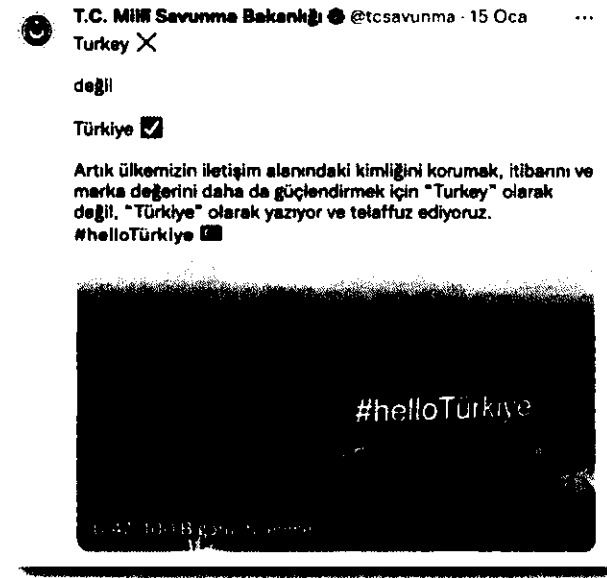 T.C. Millî Savunma Bakanlığı @tcsavunma · 15 Oca
Turkey
değil
Türkiye
Artık ülkemizin iletişim alanındaki kimliğini korumak, itibarını ve
marka değerini daha da güçlendirmek için "Turkey" olarak
değil, "Türkiye" olarak yazıyor ve telaffuz ediyoruz.
#helloTürkiye
#helloTürkiye